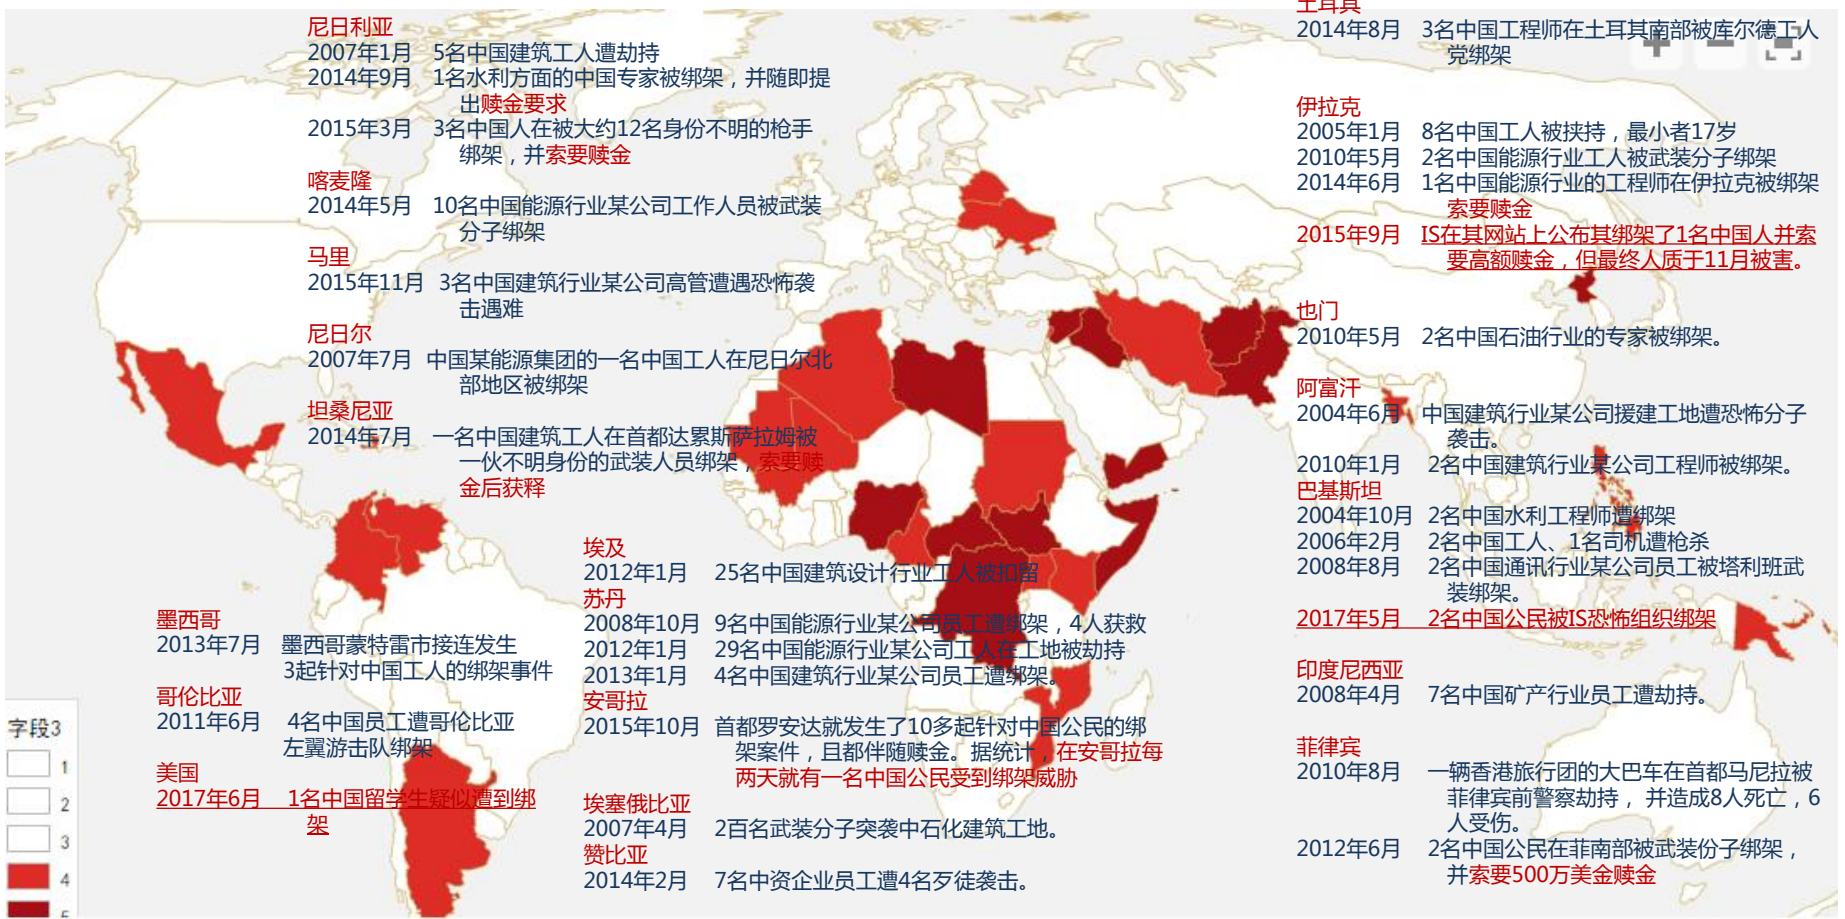 尼日利亚
2007年1月 5名中国建筑工人遭劫持
2014年9月 1名水利方面的中国专家被绑架，并随即提
出赎金要求
2015年3月 3名中国人在被大约12名身份不明的枪手
绑架，并索要赎金
喀麦隆
2014年5月 10名中国能源行业某公司工作人员被武装
分子绑架
马里
2015年11月 3名中国建筑行业某公司高管遭遇恐怖袭
击遇难
尼日尔
2007年7月 中国某能源集团的一名中国工人在尼日尔北
部地区被绑架
坦桑尼亚
2014年7月 一名中国建筑工人在首都达累斯萨拉姆被
一伙不明身份的武装人员绑架，索要赎
金后获释
墨西哥
2013年7月 墨西哥蒙特雷市接连发生
3起针对中国工人的绑架事件
哥伦比亚
2011年6月 4名中国员工遭哥伦比亚
左翼游击队绑架
美国
2017年6月 1名中国留学生疑似遭到绑
架
字段3
1
2
3
4
埃及
2012年1月 25名中国建筑设计行业工人被扣留
苏丹
2008年10月 9名中国能源行业某公司员工遭绑架，4人获救
2012年1月 29名中国能源行业某公司工人在工地被劫持
2013年1月 4名中国建筑行业某公司员工遭绑架。
安哥拉
2015年10月 首都罗安达就发生了10多起针对中国公民的绑
架案件，且都伴随赎金。据统计，在安哥拉每
两天就有一名中国公民受到绑架威胁
埃塞俄比亚
2007年4月 2百名武装分子突袭中石化建筑工地。
赞比亚
2014年2月 7名中资企业员工遭4名歹徒袭击。
土耳其
2014年8月 3名中国工程师在土耳其南部被库尔德工人
党绑架
伊拉克
2005年1月 8名中国工人被挟持，最小者17岁
2010年5月 2名中国能源行业工人被武装分子绑架
2014年6月 1名中国能源行业的工程师在伊拉克被绑架
索要赎金
2015年9月 IS在其网站上公布其绑架了1名中国人并索
要高额赎金，但最终人质于11月被害。
也门
2010年5月 2名中国石油行业的专家被绑架。
阿富汗
2004年6月 中国建筑行业某公司援建工地遭恐怖分子
袭击。
2010年1月 2名中国建筑行业某公司工程师被绑架。
巴基斯坦
2004年10月 2名中国水利工程师遭绑架
2006年2月 2名中国工人、1名司机遭枪杀
2008年8月 2名中国通讯行业某公司员工被塔利班武
装绑架。
2017年5月 2名中国公民被IS恐怖组织绑架
印度尼西亚
2008年4月 7名中国矿产行业员工遭劫持。
菲律宾
2010年8月 一辆香港旅行团的大巴车在首都马尼拉被
菲律宾前警察劫持， 并造成8人死亡，6
人受伤。
2012年6月 2名中国公民在菲南部被武装份子绑架，
并索要500万美金赎金